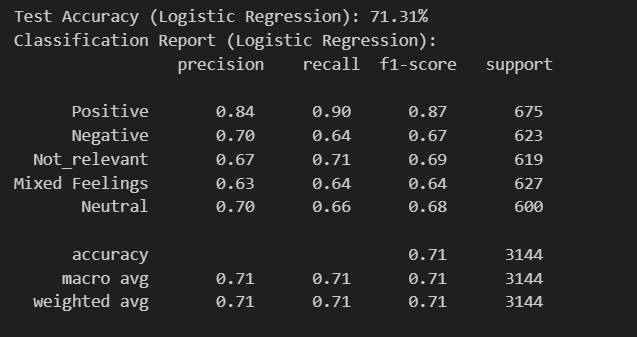 Test Accuracy (Logistic Regression): 71.31%
Classification Report (Logistic Regression):
precision recall f1-score support
Positive 0.84 0.90 0.87 675
Negative 0.70 0.64 0.67 623
Not_relevant 0.67 0.71 0.69 619
Mixed Feelings 0.63 0.64 0.64 627
Neutral 0.70 0.66 0.68 600
accuracy 0.71 3144
macro avg 0.71 0.71 0.71 3144
weighted avg 0.71 0.71 0.71 3144